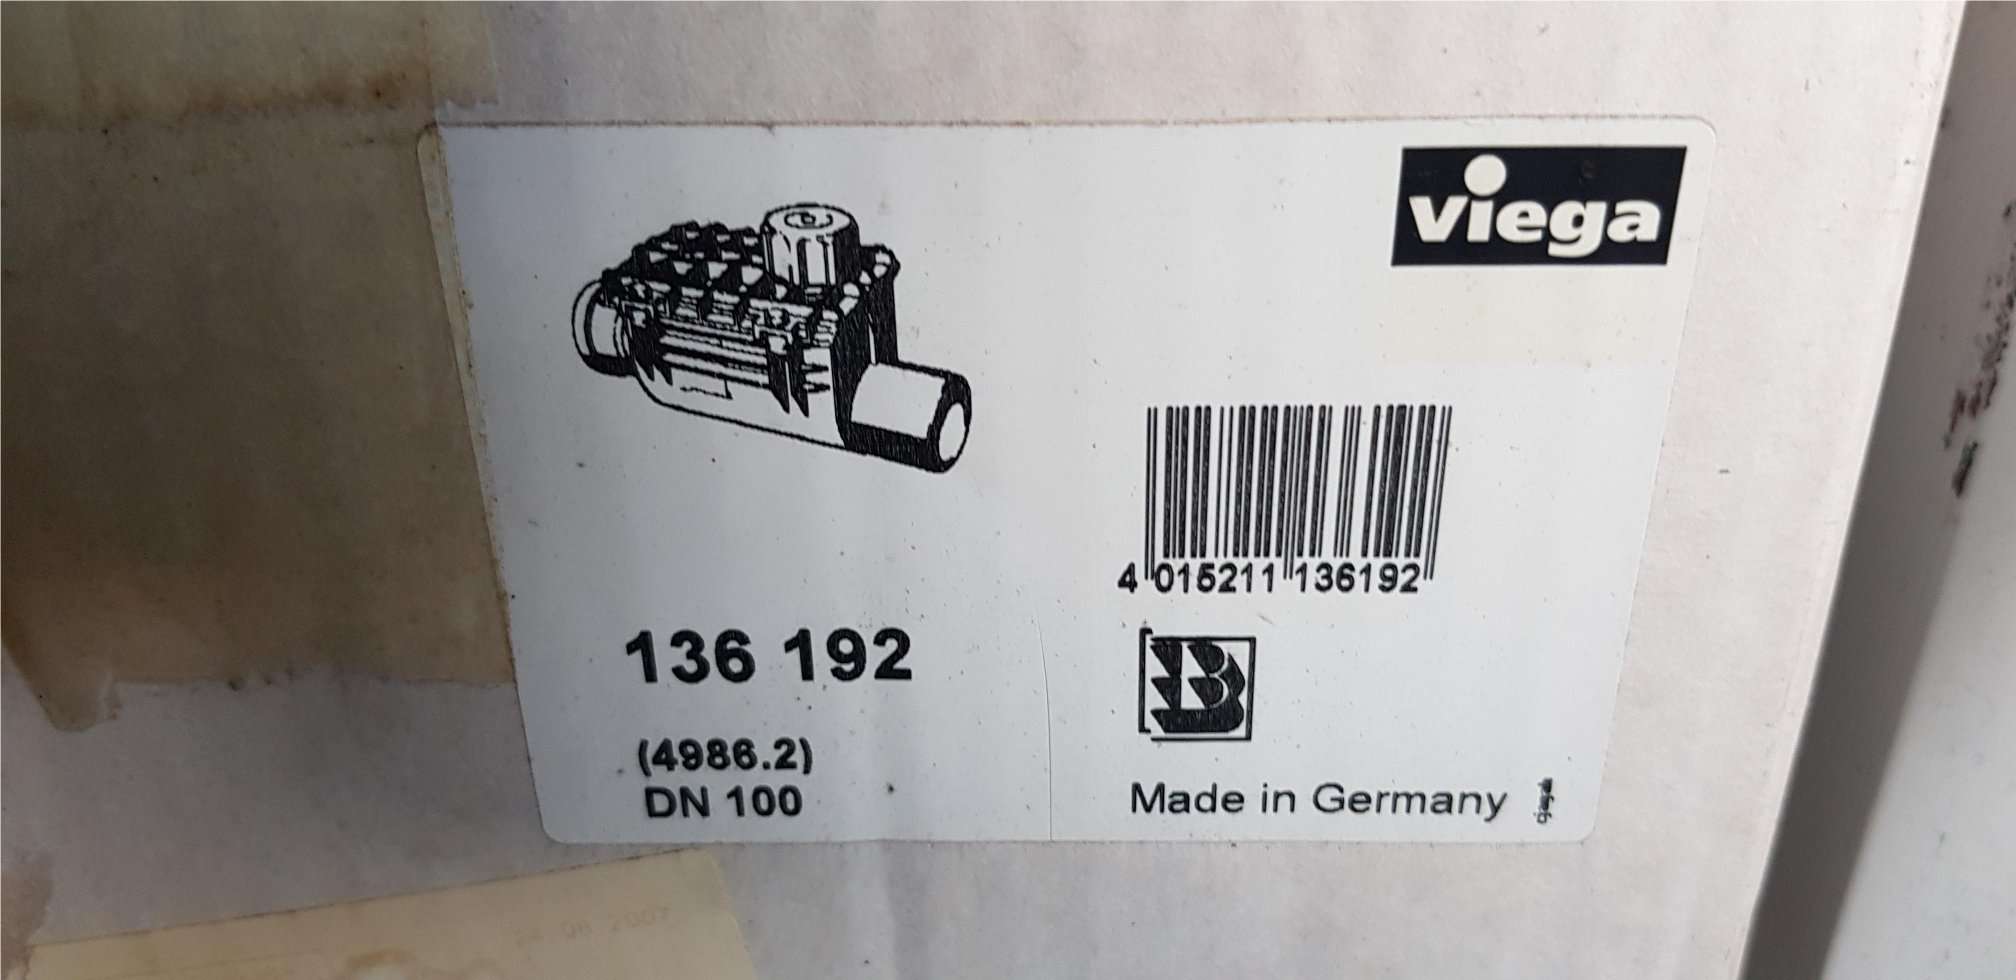 viega
4 015211 136192
136 192
(4986.2)
DN 100
Made in Germany